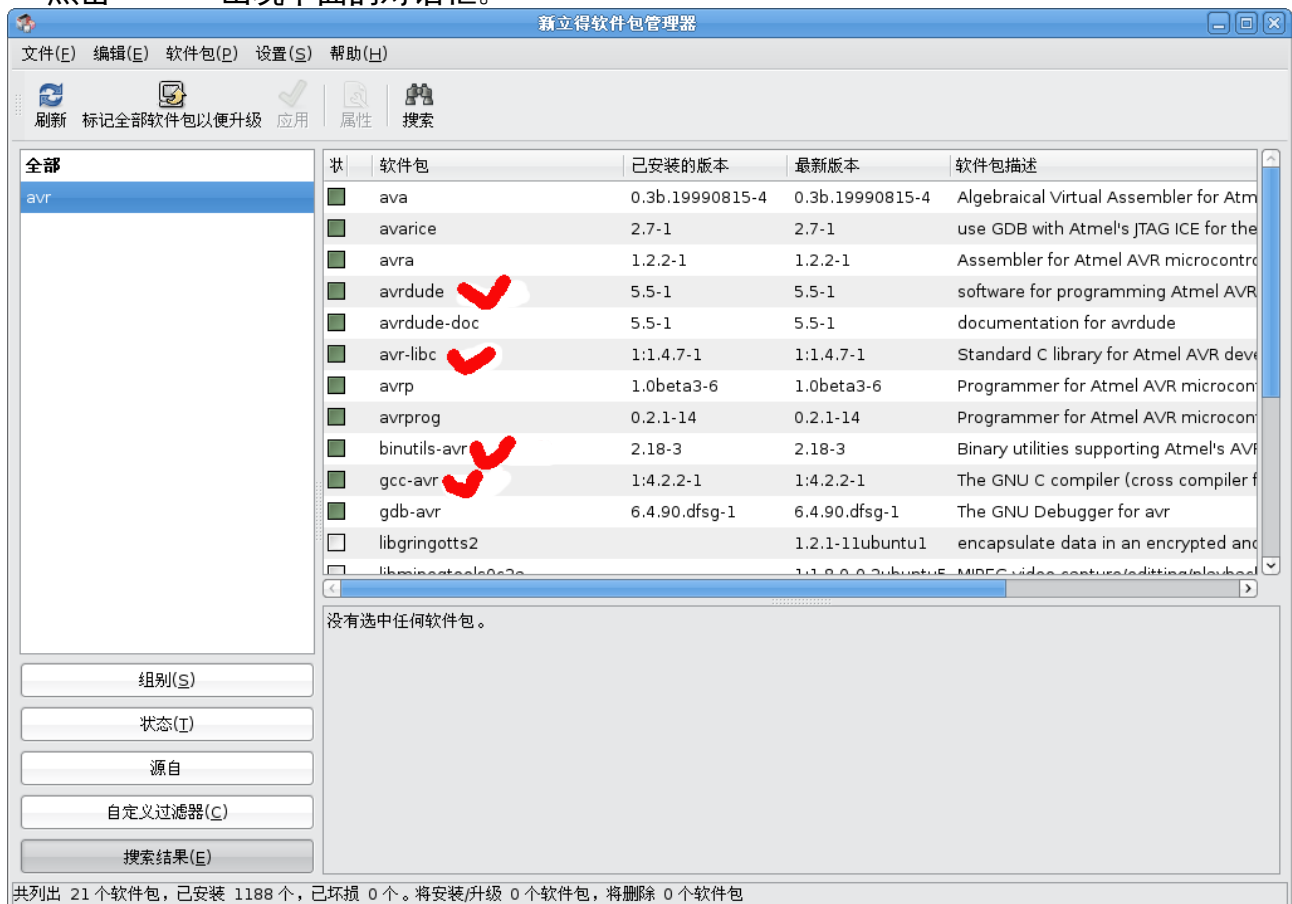 新立得软件包管理器
文件(F) 编辑(E) 软件包(P) 设置(S) 帮助(H)
刷新 标记全部软件包以便升级 应用 属性 搜索
全部
avr
状 软件包 已安装的版本 最新版本 软件包描述
ava 0.3b.19990815-4 0.3b.19990815-4 Algebraical Virtual Assembler for Atm
avarice 2.7-1 2.7-1 use GDB with Atmel's JTAG ICE for the
avra 1.2.2-1 1.2.2-1 Assembler for Atmel AVR microcontro
avrdude 5.5-1 5.5-1 software for programming Atmel AVR
avrdude-doc 5.5-1 5.5-1 documentation for avrdude
avr-libc 1:1.4.7-1 1:1.4.7-1 Standard C library for Atmel AVR deve
avrp 1.0beta3-6 1.0beta3-6 Programmer for Atmel AVR microcon
avrprog 0.2.1-14 0.2.1-14 Programmer for Atmel AVR microcon
binutils-avr 2.18-3 2.18-3 Binary utilities supporting Atmel's AVR
gcc-avr 1:4.2.2-1 1:4.2.2-1 The GNU C compiler (cross compiler f
gdb-avr 6.4.90.dfsg-1 6.4.90.dfsg-1 The GNU Debugger for avr
libgringotts2 1.2.1-11ubuntu1 encapsulate data in an encrypted and
没有选中任何软件包。
组别(S)
状态(T)
源自
自定义过滤器(C)
搜索结果(E)
共列出 21 个软件包，已安装 1188 个，已坏损 0 个。将安装/升级 0 个软件包，将删除 0 个软件包